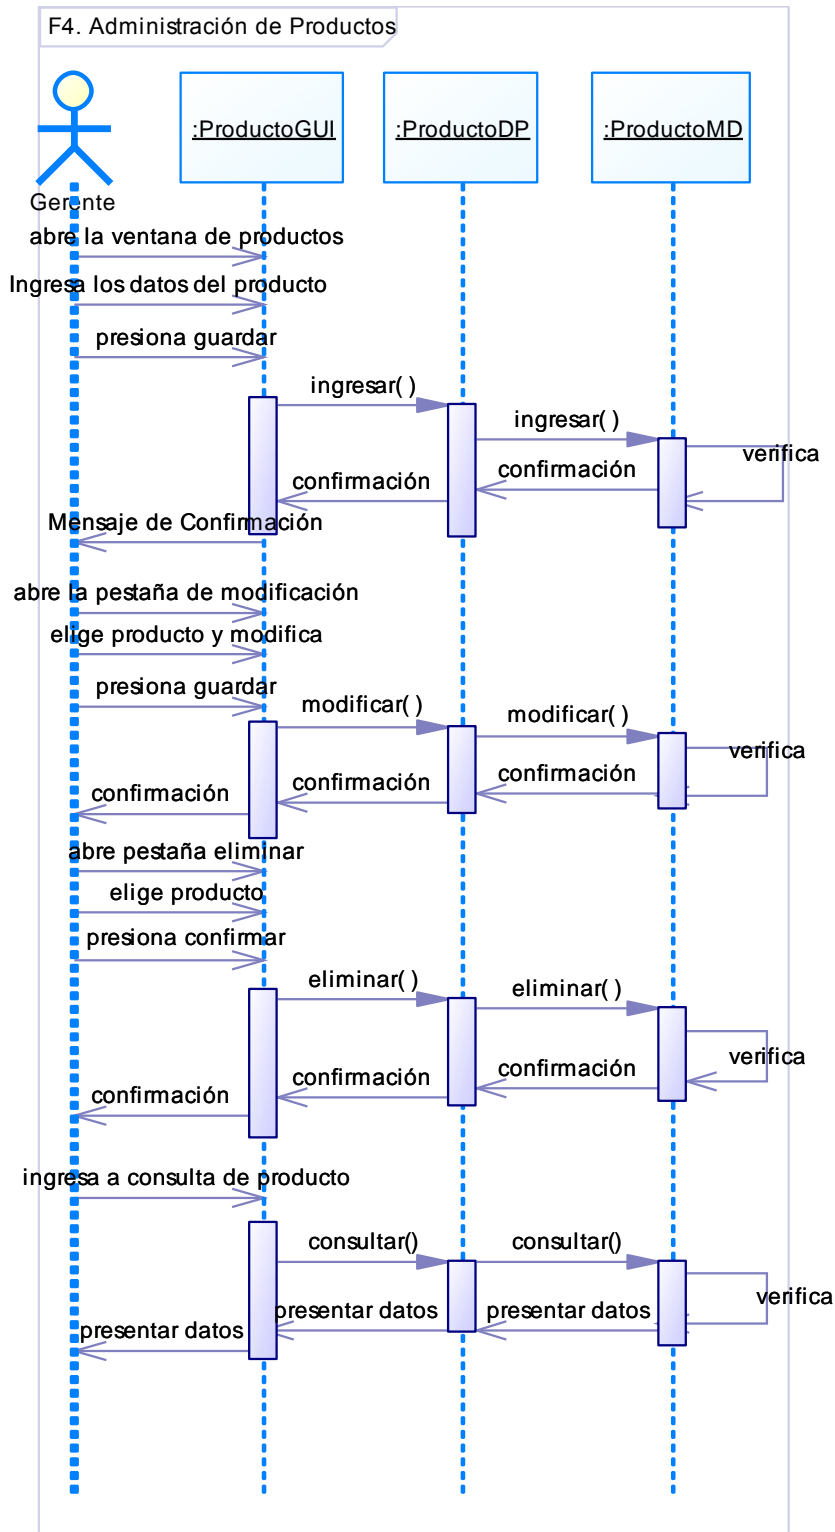 F4. Administración de Productos
:ProductoGUI
:ProductoDP
:ProductoMD
Gerente
abre la ventana de productos
Ingresa los datos del producto
presiona guardar
ingresar( )
ingresar( )
verifica
confirmación
confirmación
Mensaje de Confirmación
abre la pestaña de modificación
elige producto y modifica
presiona guardar
modificar( )
modificar( )
verifica
confirmación
confirmación
confirmación
abre pestaña eliminar
elige producto
presiona confirmar
eliminar( )
eliminar( )
verifica
confirmación
confirmación
confirmación
ingresa a consulta de producto
consultar()
consultar()
verifica
presentar datos
presentar datos
presentar datos